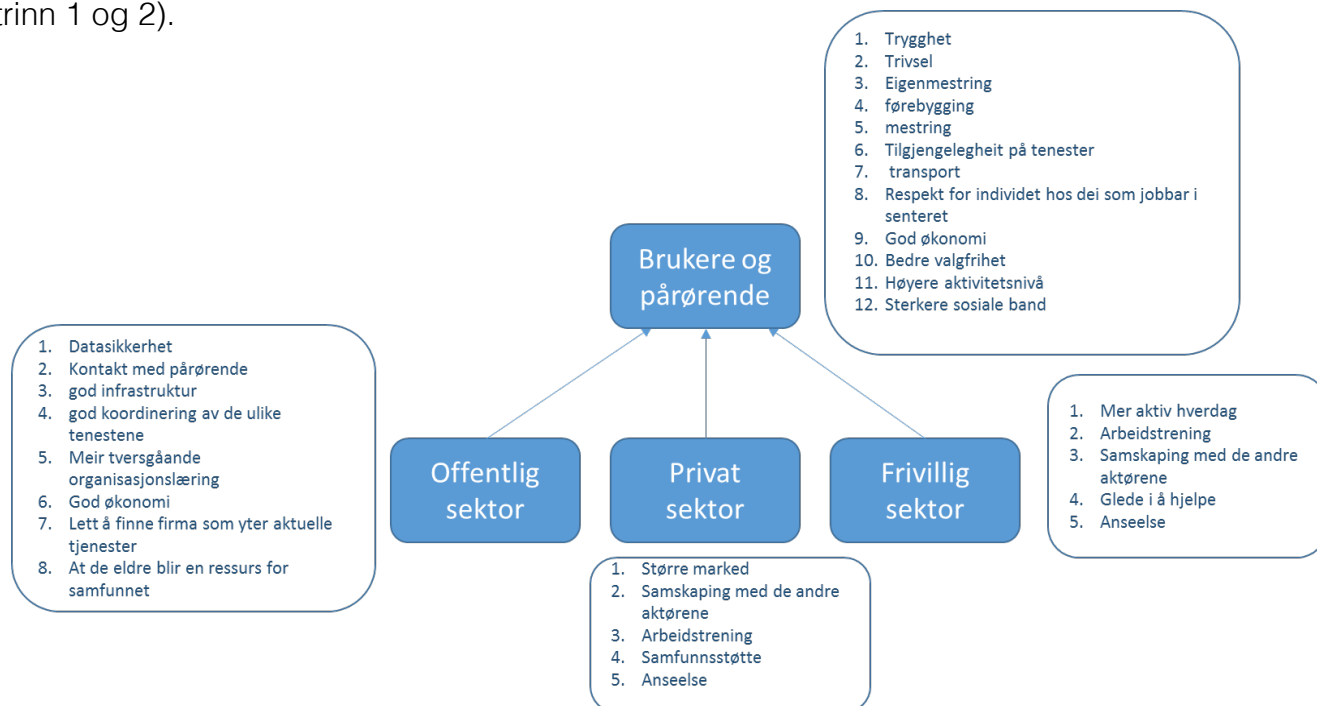 trinn 1 og 2).
1. Trygghet
2. Trivsel
3. Eigenmestring
4. førebygging
5. mestring
6. Tilgjengelegheit på tenester
7. transport
8. Respekt for individet hos dei som jobbar i
senteret
9. God økonomi
10. Bedre valgfrihet
11. Høyere aktivitetsnivå
12. Sterkere sosiale band
Brukere og
pårørende
1. Datasikkerhet
2. Kontakt med pårørende
3. god infrastruktur
4. god koordinering av de ulike
tenestene
5. Meir tversgåande
organisasjonslæring
6. God økonomi
7. Lett å finne firma som yter aktuelle
tjenester
8. At de eldre blir en ressurs for
samfunnet
Offentlig
sektor
Privat
sektor
Frivillig
sektor
1. Mer aktiv hverdag
2. Arbeidstrening
3. Samskaping med de andre
aktørene
4. Glede i å hjelpe
5. Anseelse
1. Større marked
2. Samskaping med de andre
aktørene
3. Arbeidstrening
4. Samfunnsstøtte
5. Anseelse